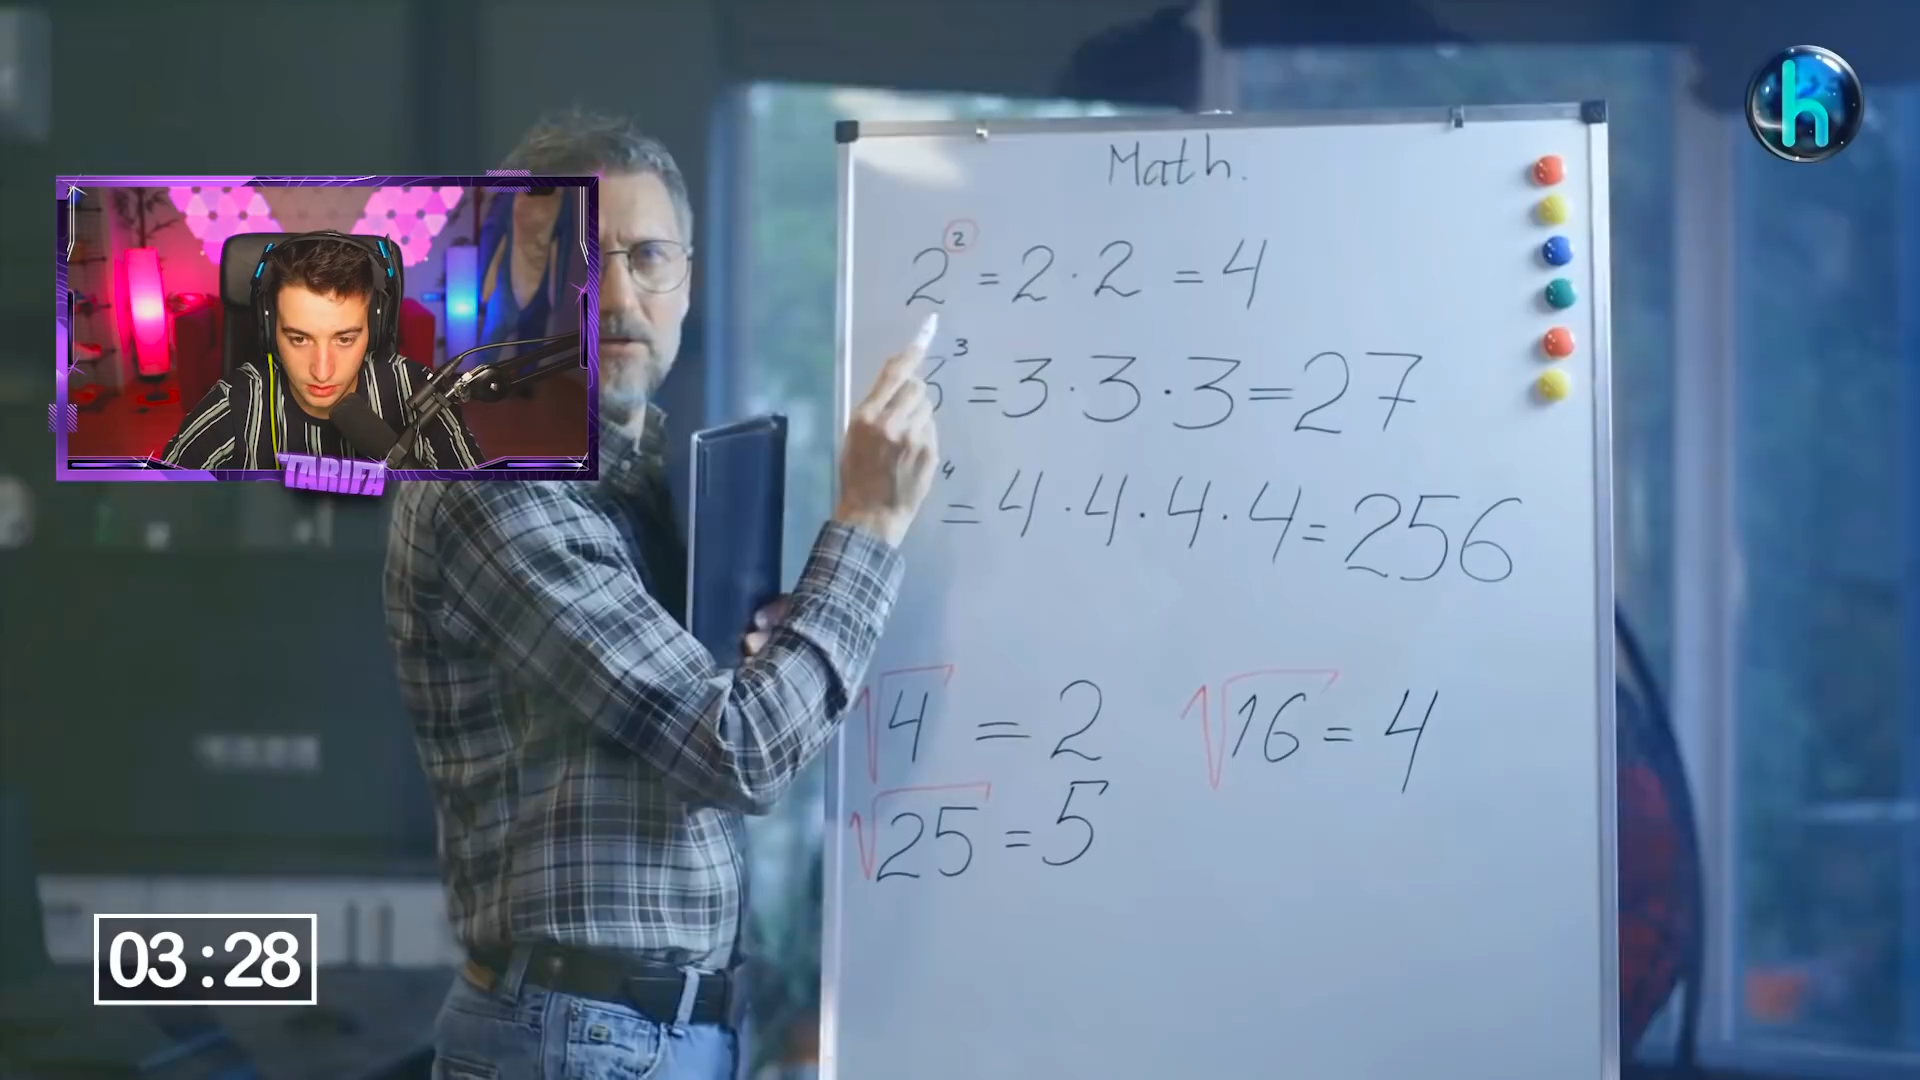 h
Math.
2² = 2 · 2 = 4
3³ = 3 · 3 · 3 = 27
⁴ = 4 · 4 · 4 · 4 = 256
TARIFA
√4 = 2
√16 = 4
√25 = 5
03:28